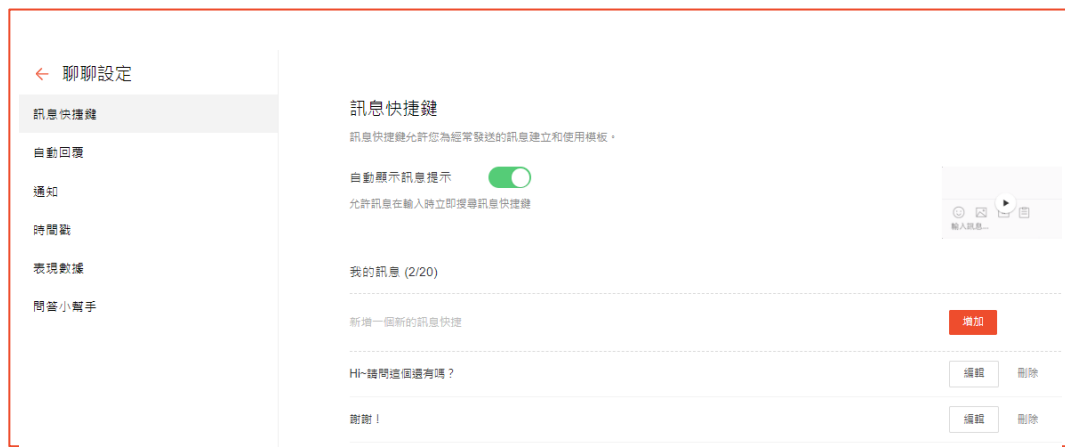 聊聊設定
訊息快捷鍵
自動回覆
通知
時間戳
表現數據
問答小幫手
訊息快捷鍵
訊息快捷鍵允許您為經常發送的訊息建立和使用模板。
自動顯示訊息提示
允許訊息在輸入時立即搜尋訊息快捷鍵
輸入訊息...
我的訊息 (2/20)
新增一個新的訊息快捷
增加
Hi~請問這個還有嗎？
編輯
刪除
謝謝！
編輯
刪除